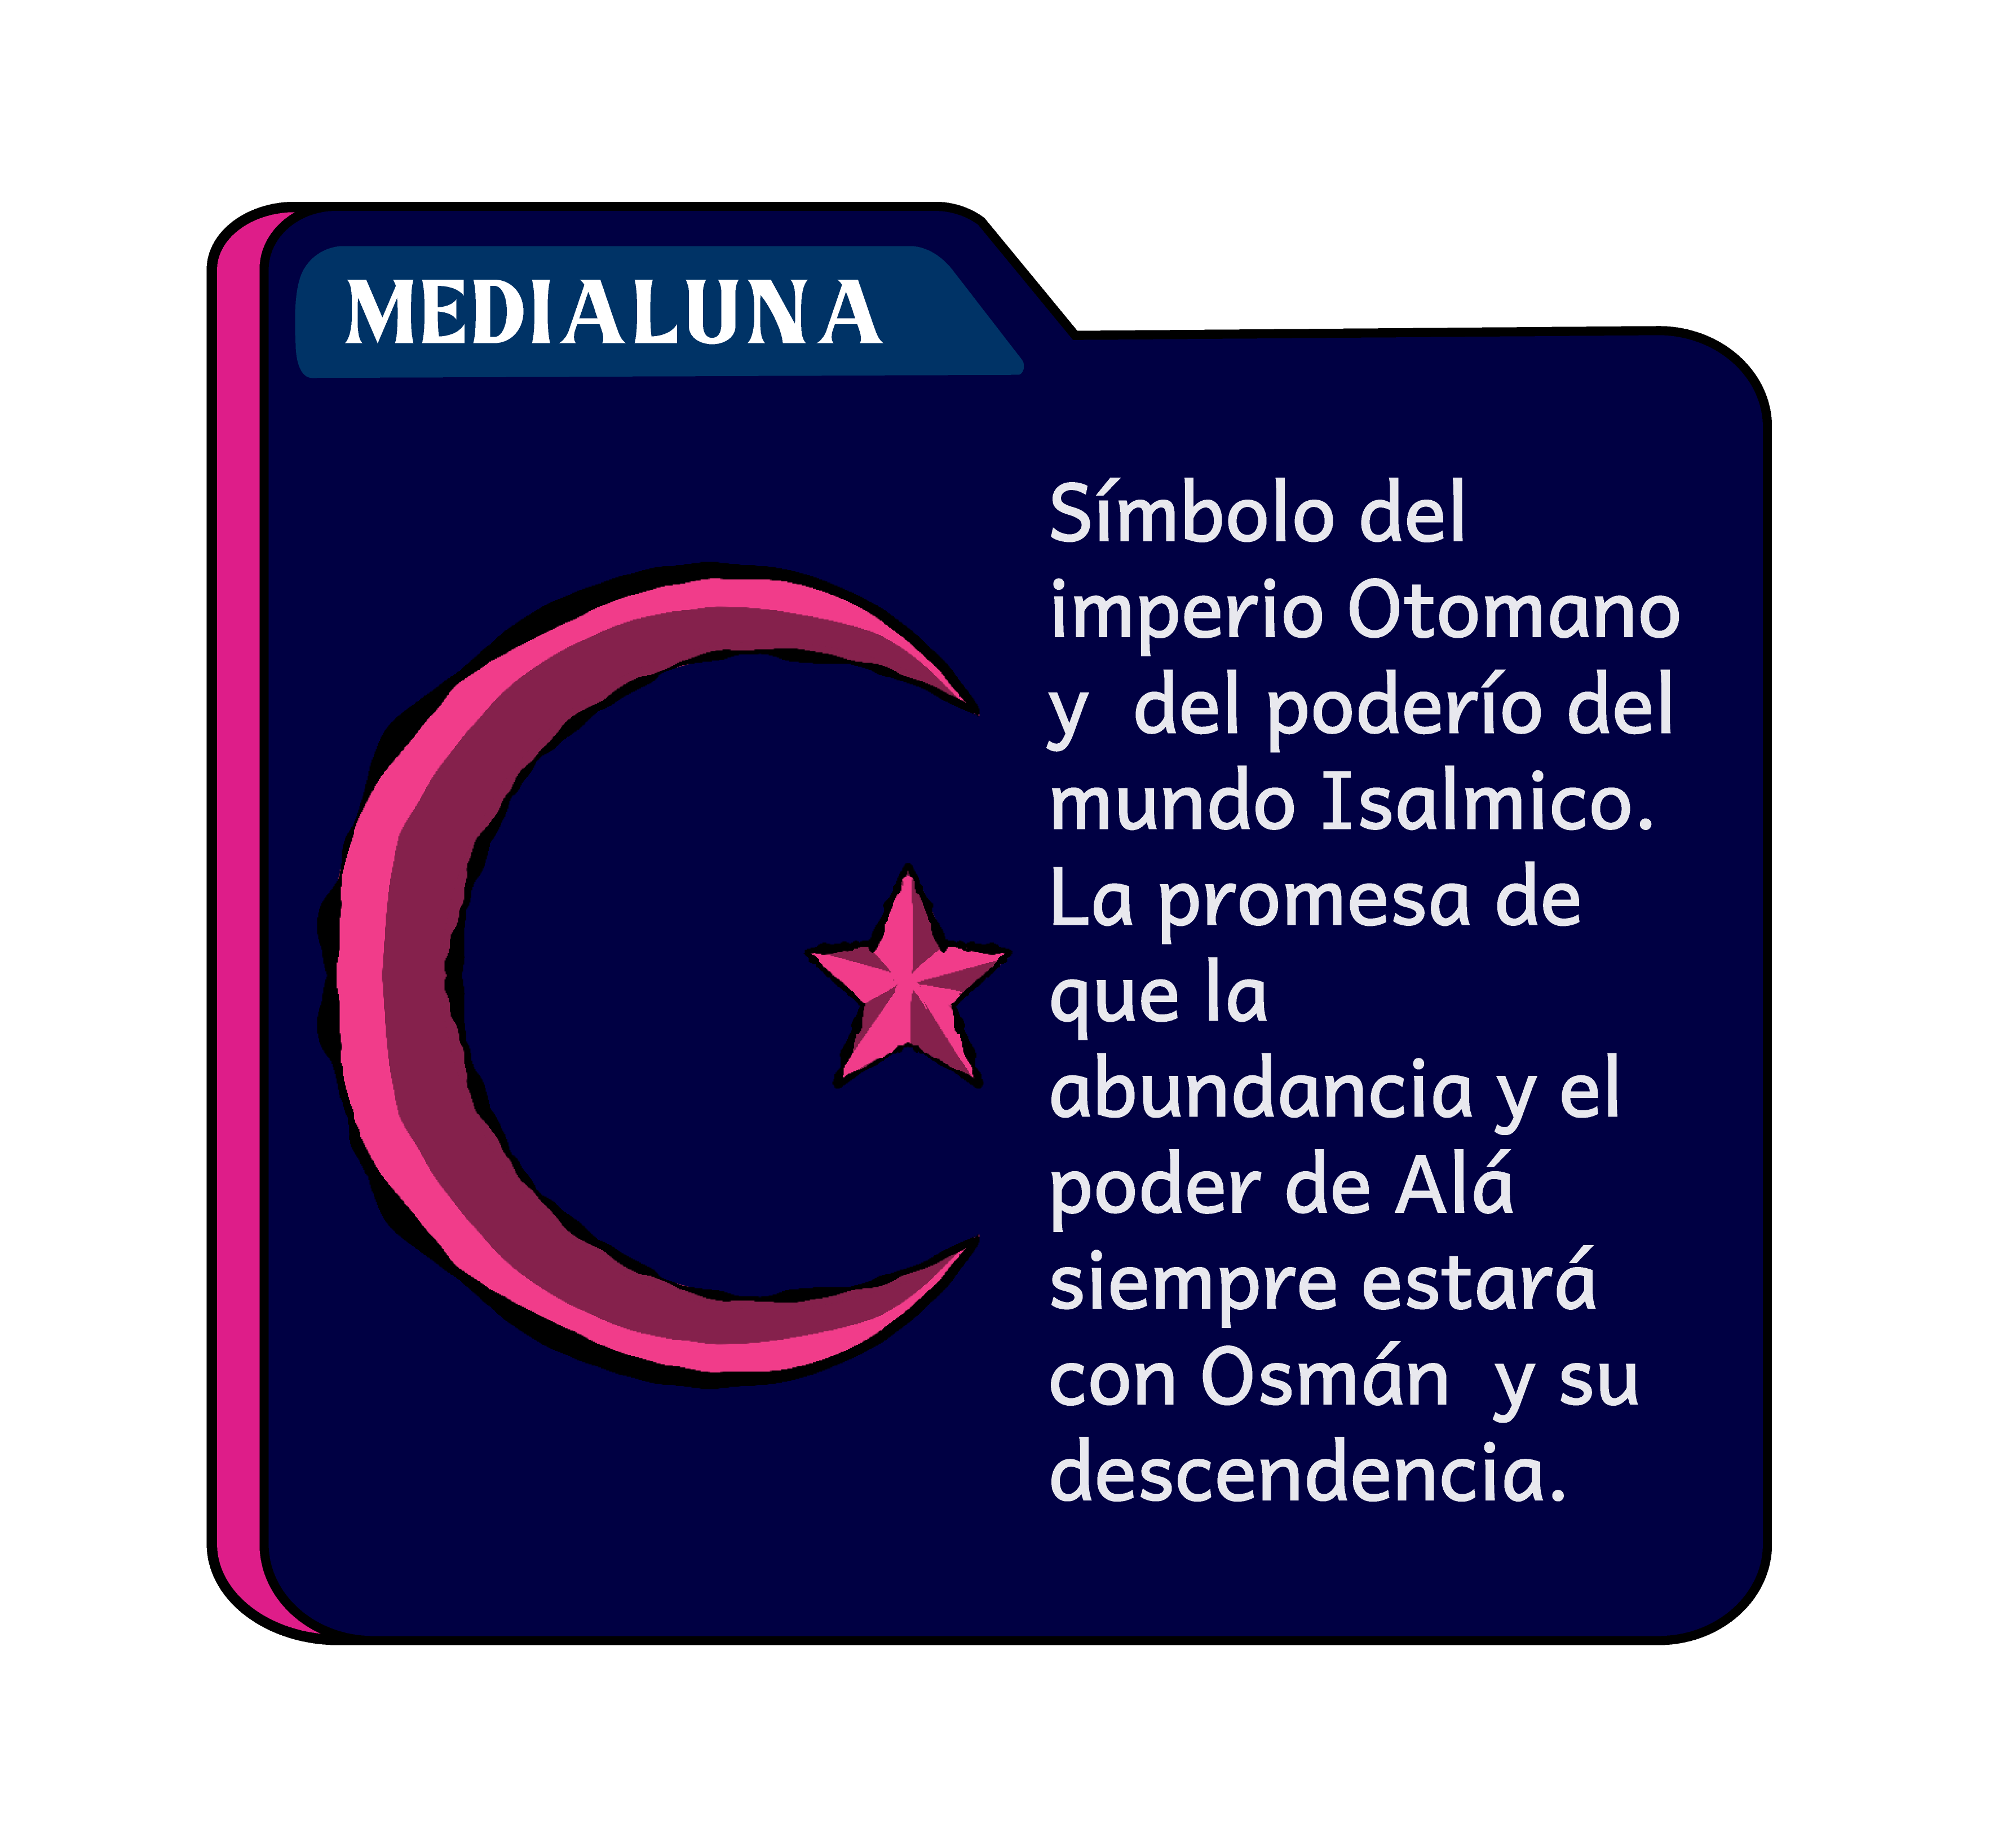 MEDIALUNA
Símbolo del
imperio Otomano
y del poderío del
mundo Isalmico.
La promesa de
que la
abundancia y el
poder de Alá
siempre estará
con Osmán y su
descendencia.